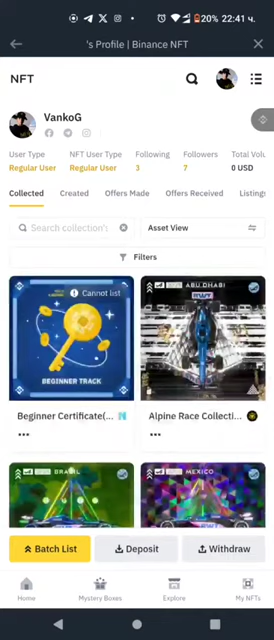 20% 22:41 ч.
's Profile | Binance NFT
NFT
VankoG
User Type NFT User Type Following Followers Total Volu
Regular User Regular User 3 7 0 USD
Collected Created Offers Made Offers Received Listings
Search collection' Asset View
Filters
Cannot list
BEGINNER TRACK
ABU DHABI
RWT
Beginner Certificate(...
Alpine Race Collecti...
BRASIL
MEXICO
Batch List Deposit Withdraw
Home Mystery Boxes Explore My NFTs